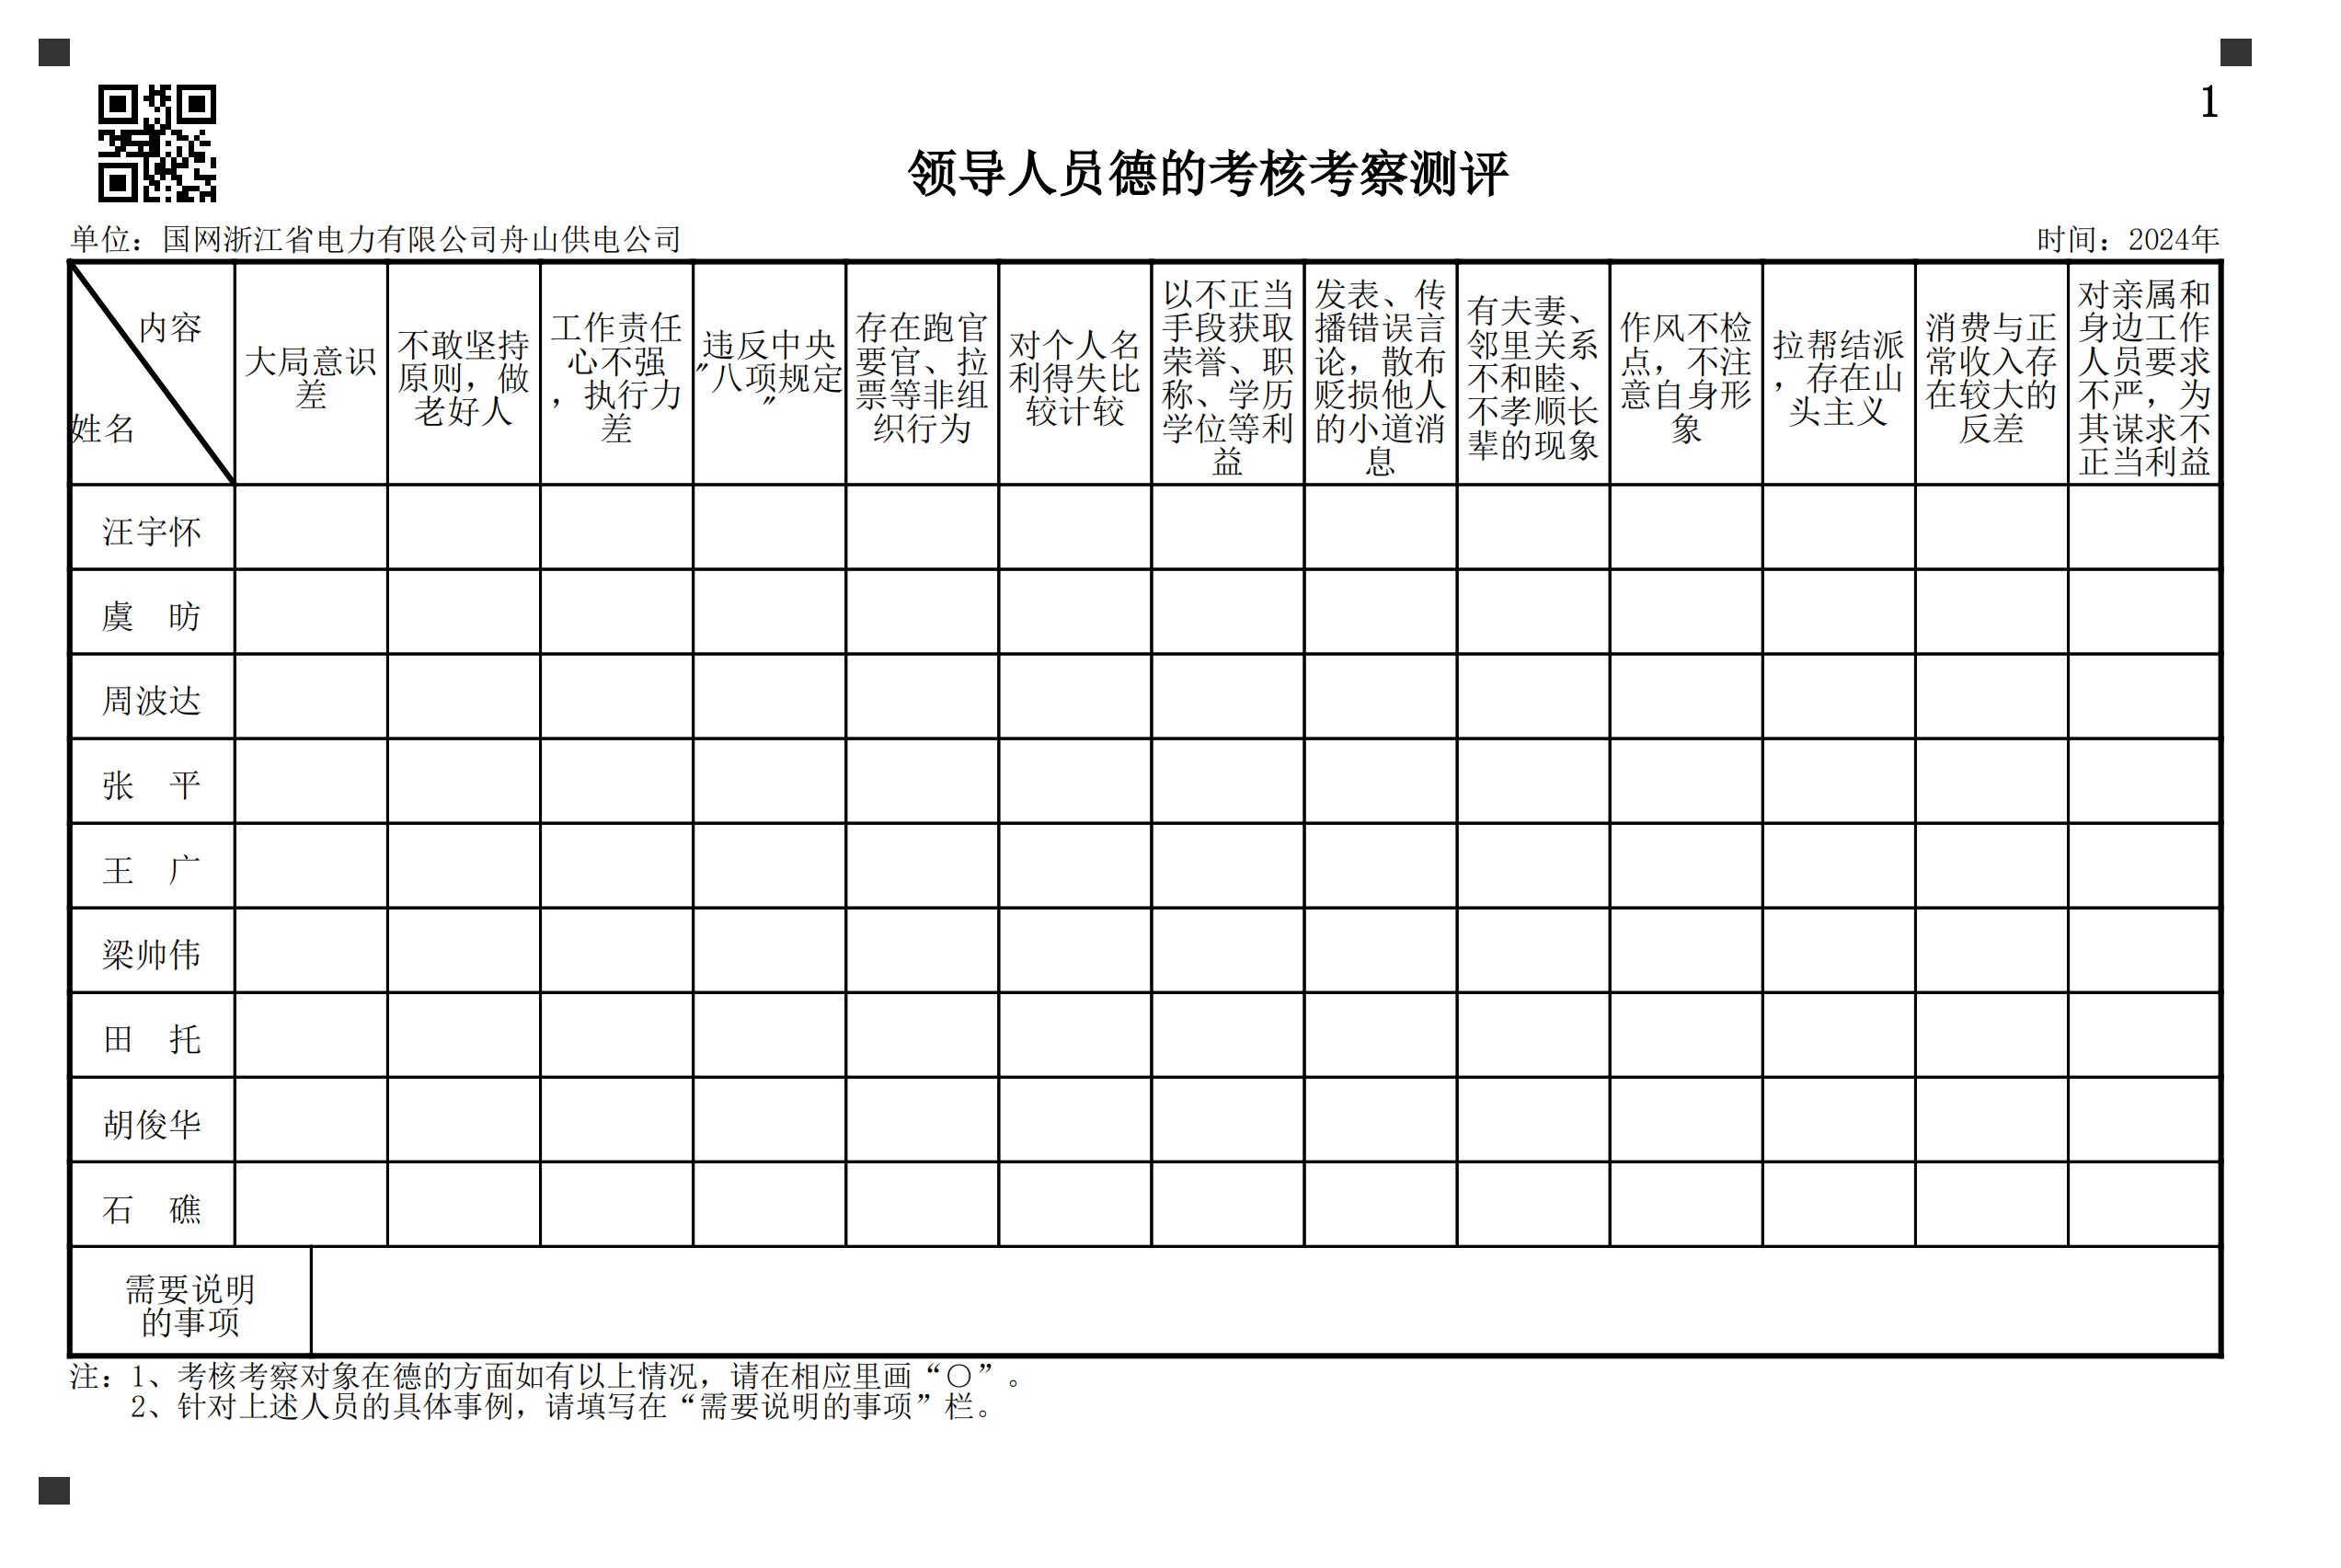 1
领导人员德的考核考察测评
单位：国网浙江省电力有限公司舟山供电公司
时间：2024年
内容
姓名
大局意识
差
不敢坚持
原则，做
老好人
工作责任
心不强
，执行力
差
违反中央
"八项规定
"
存在跑官
要官、拉
票等非组
织行为
对个人名
利得失比
较计较
以不正当
手段获取
荣誉、职
称、学历
学位等利
益
发表、传
播错误言
论，散布
贬损他人
的小道消
息
有夫妻、
邻里关系
不和睦、
不孝顺长
辈的现象
作风不检
点，不注
意自身形
象
拉帮结派
，存在山
头主义
消费与正
常收入存
在较大的
反差
对亲属和
身边工作
人员要求
不严，为
其谋求不
正当利益
汪宇怀
虞　昉
周波达
张　平
王　广
梁帅伟
田　托
胡俊华
石　礁
需要说明
的事项
注：1、考核考察对象在德的方面如有以上情况，请在相应里画“○”。
2、针对上述人员的具体事例，请填写在“需要说明的事项”栏。